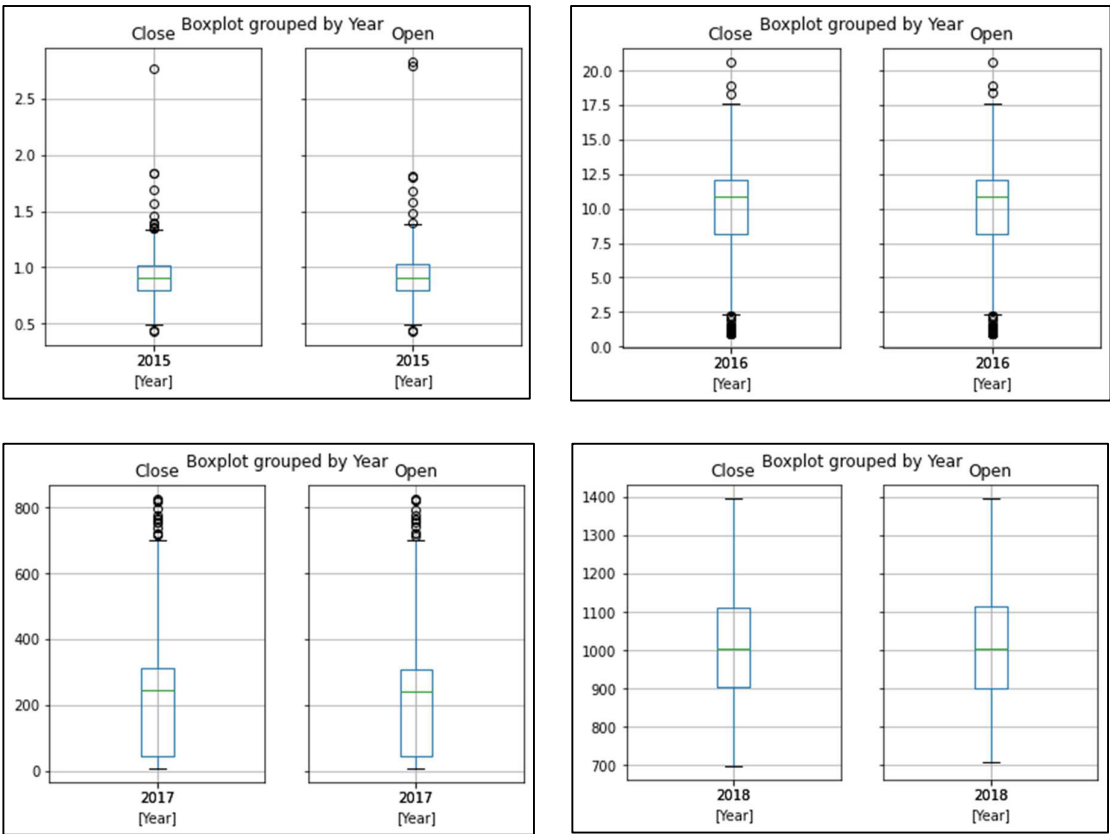 Boxplot grouped by Year
Close Open
2.5
2.0
1.5
1.0
0.5
2015 2015
[Year] [Year]
Boxplot grouped by Year
Close Open
20.0
17.5
15.0
12.5
10.0
7.5
5.0
2.5
0.0
2016 2016
[Year] [Year]
Boxplot grouped by Year
Close Open
800
600
400
200
0
2017 2017
[Year] [Year]
Boxplot grouped by Year
Close Open
1400
1300
1200
1100
1000
900
800
700
2018 2018
[Year] [Year]